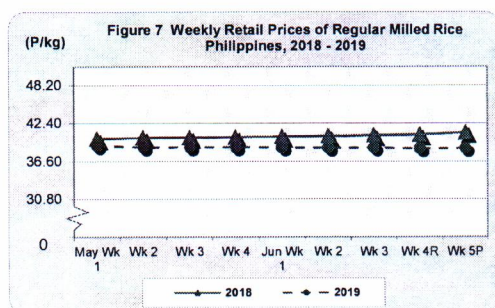 Figure 7 Weekly Retail Prices of Regular Milled Rice
Philippines, 2018 - 2019
(P/kg)
48.20
42.40
36.60
30.80
0
May Wk 1
Wk 2
Wk 3
Wk 4
Jun Wk 1
Wk 2
Wk 3
Wk 4R
Wk 5P
2018
2019